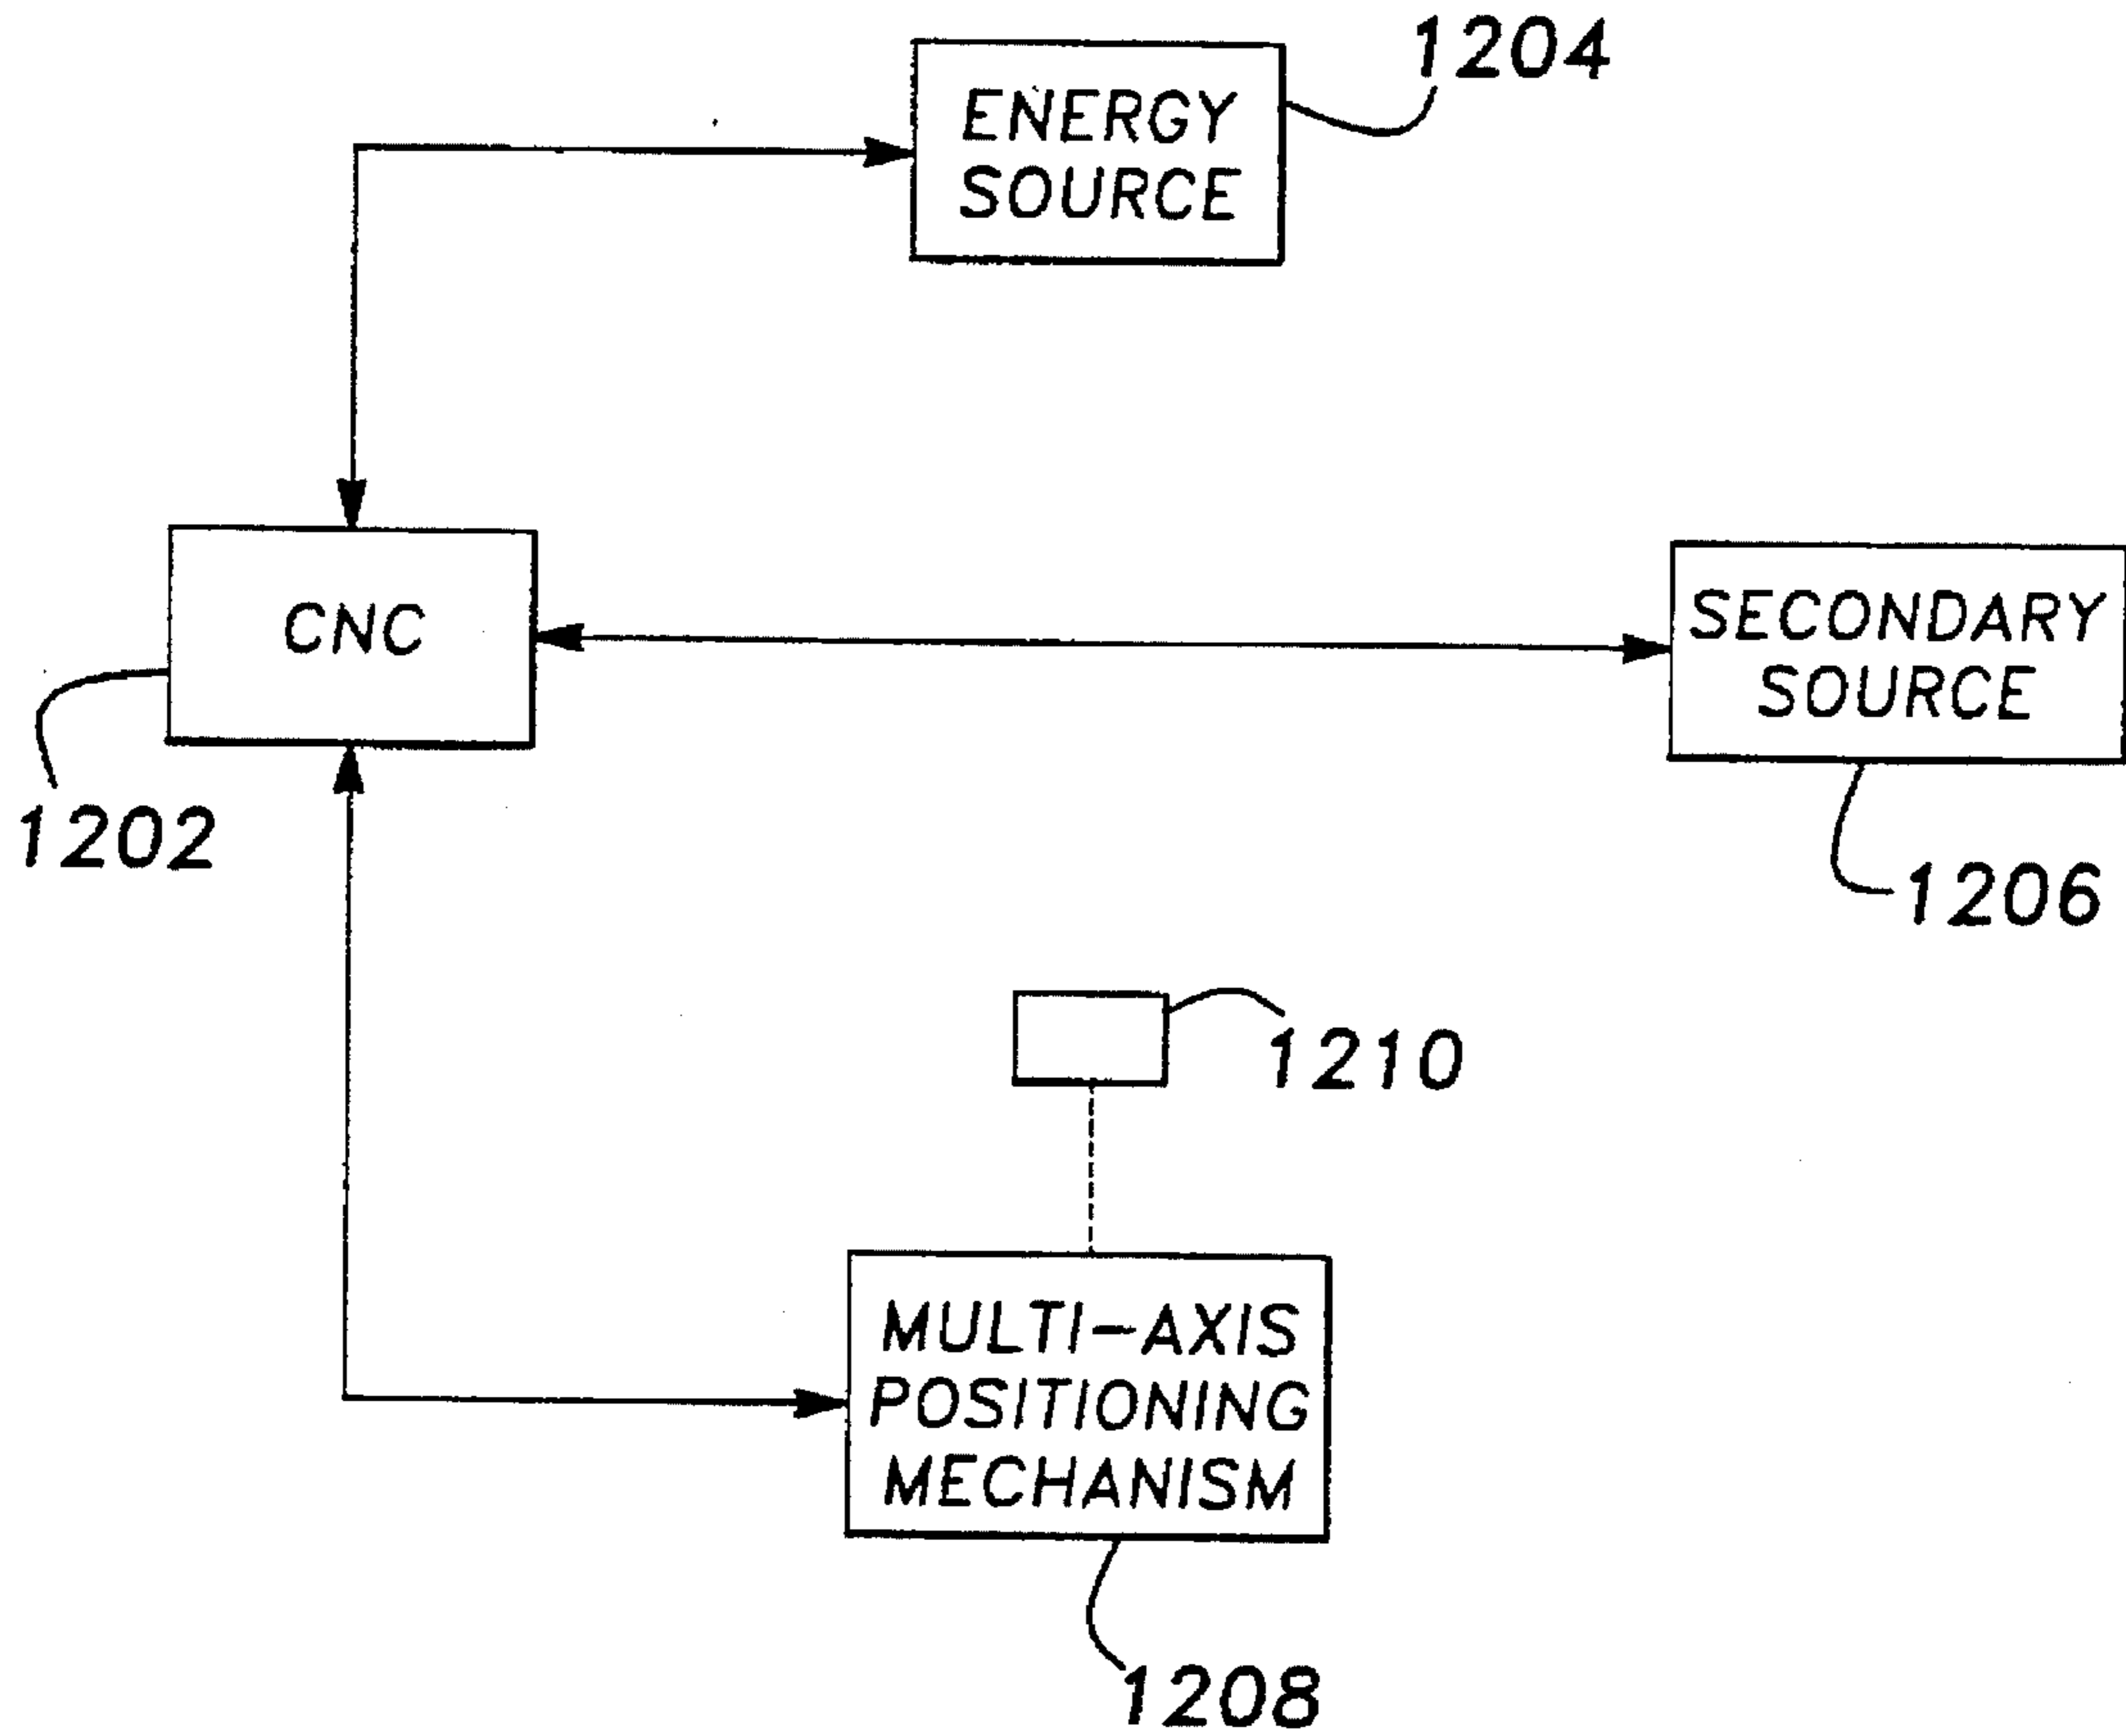 1204
ENERGY
SOURCE
CNC
SECONDARY
SOURCE
1202
1206
1210
MULTI-AXIS
POSITIONING
MECHANISM
1208